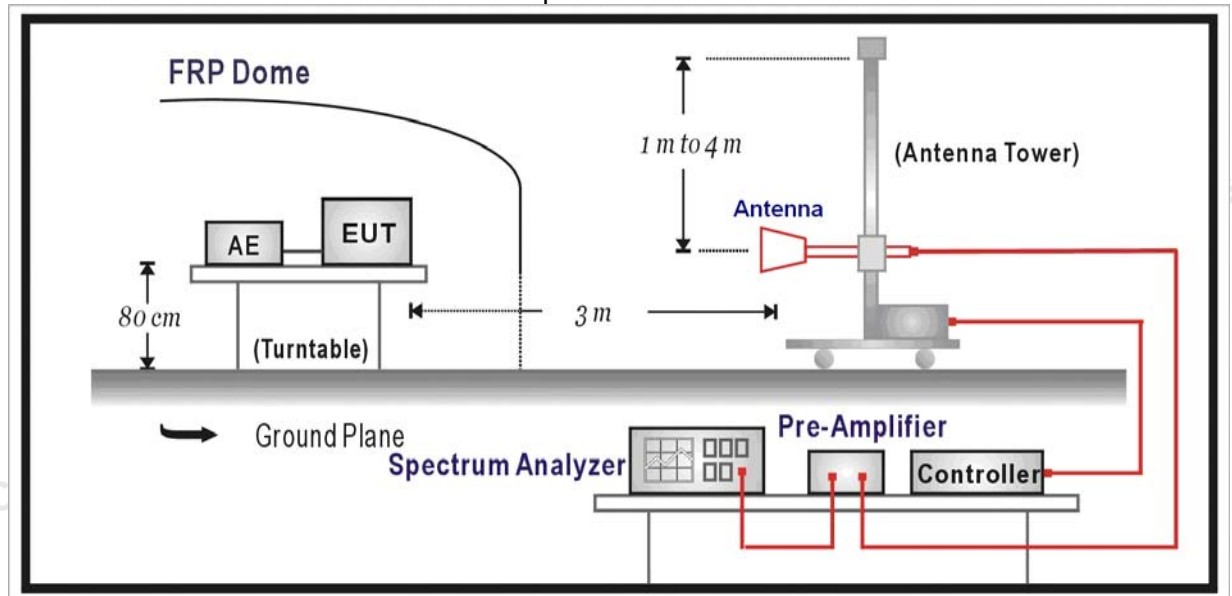 FRP Dome
1 m to 4 m
(Antenna Tower)
Antenna
AE
EUT
80 cm
3 m
(Turntable)
Ground Plane
Pre-Amplifier
Spectrum Analyzer
Controller